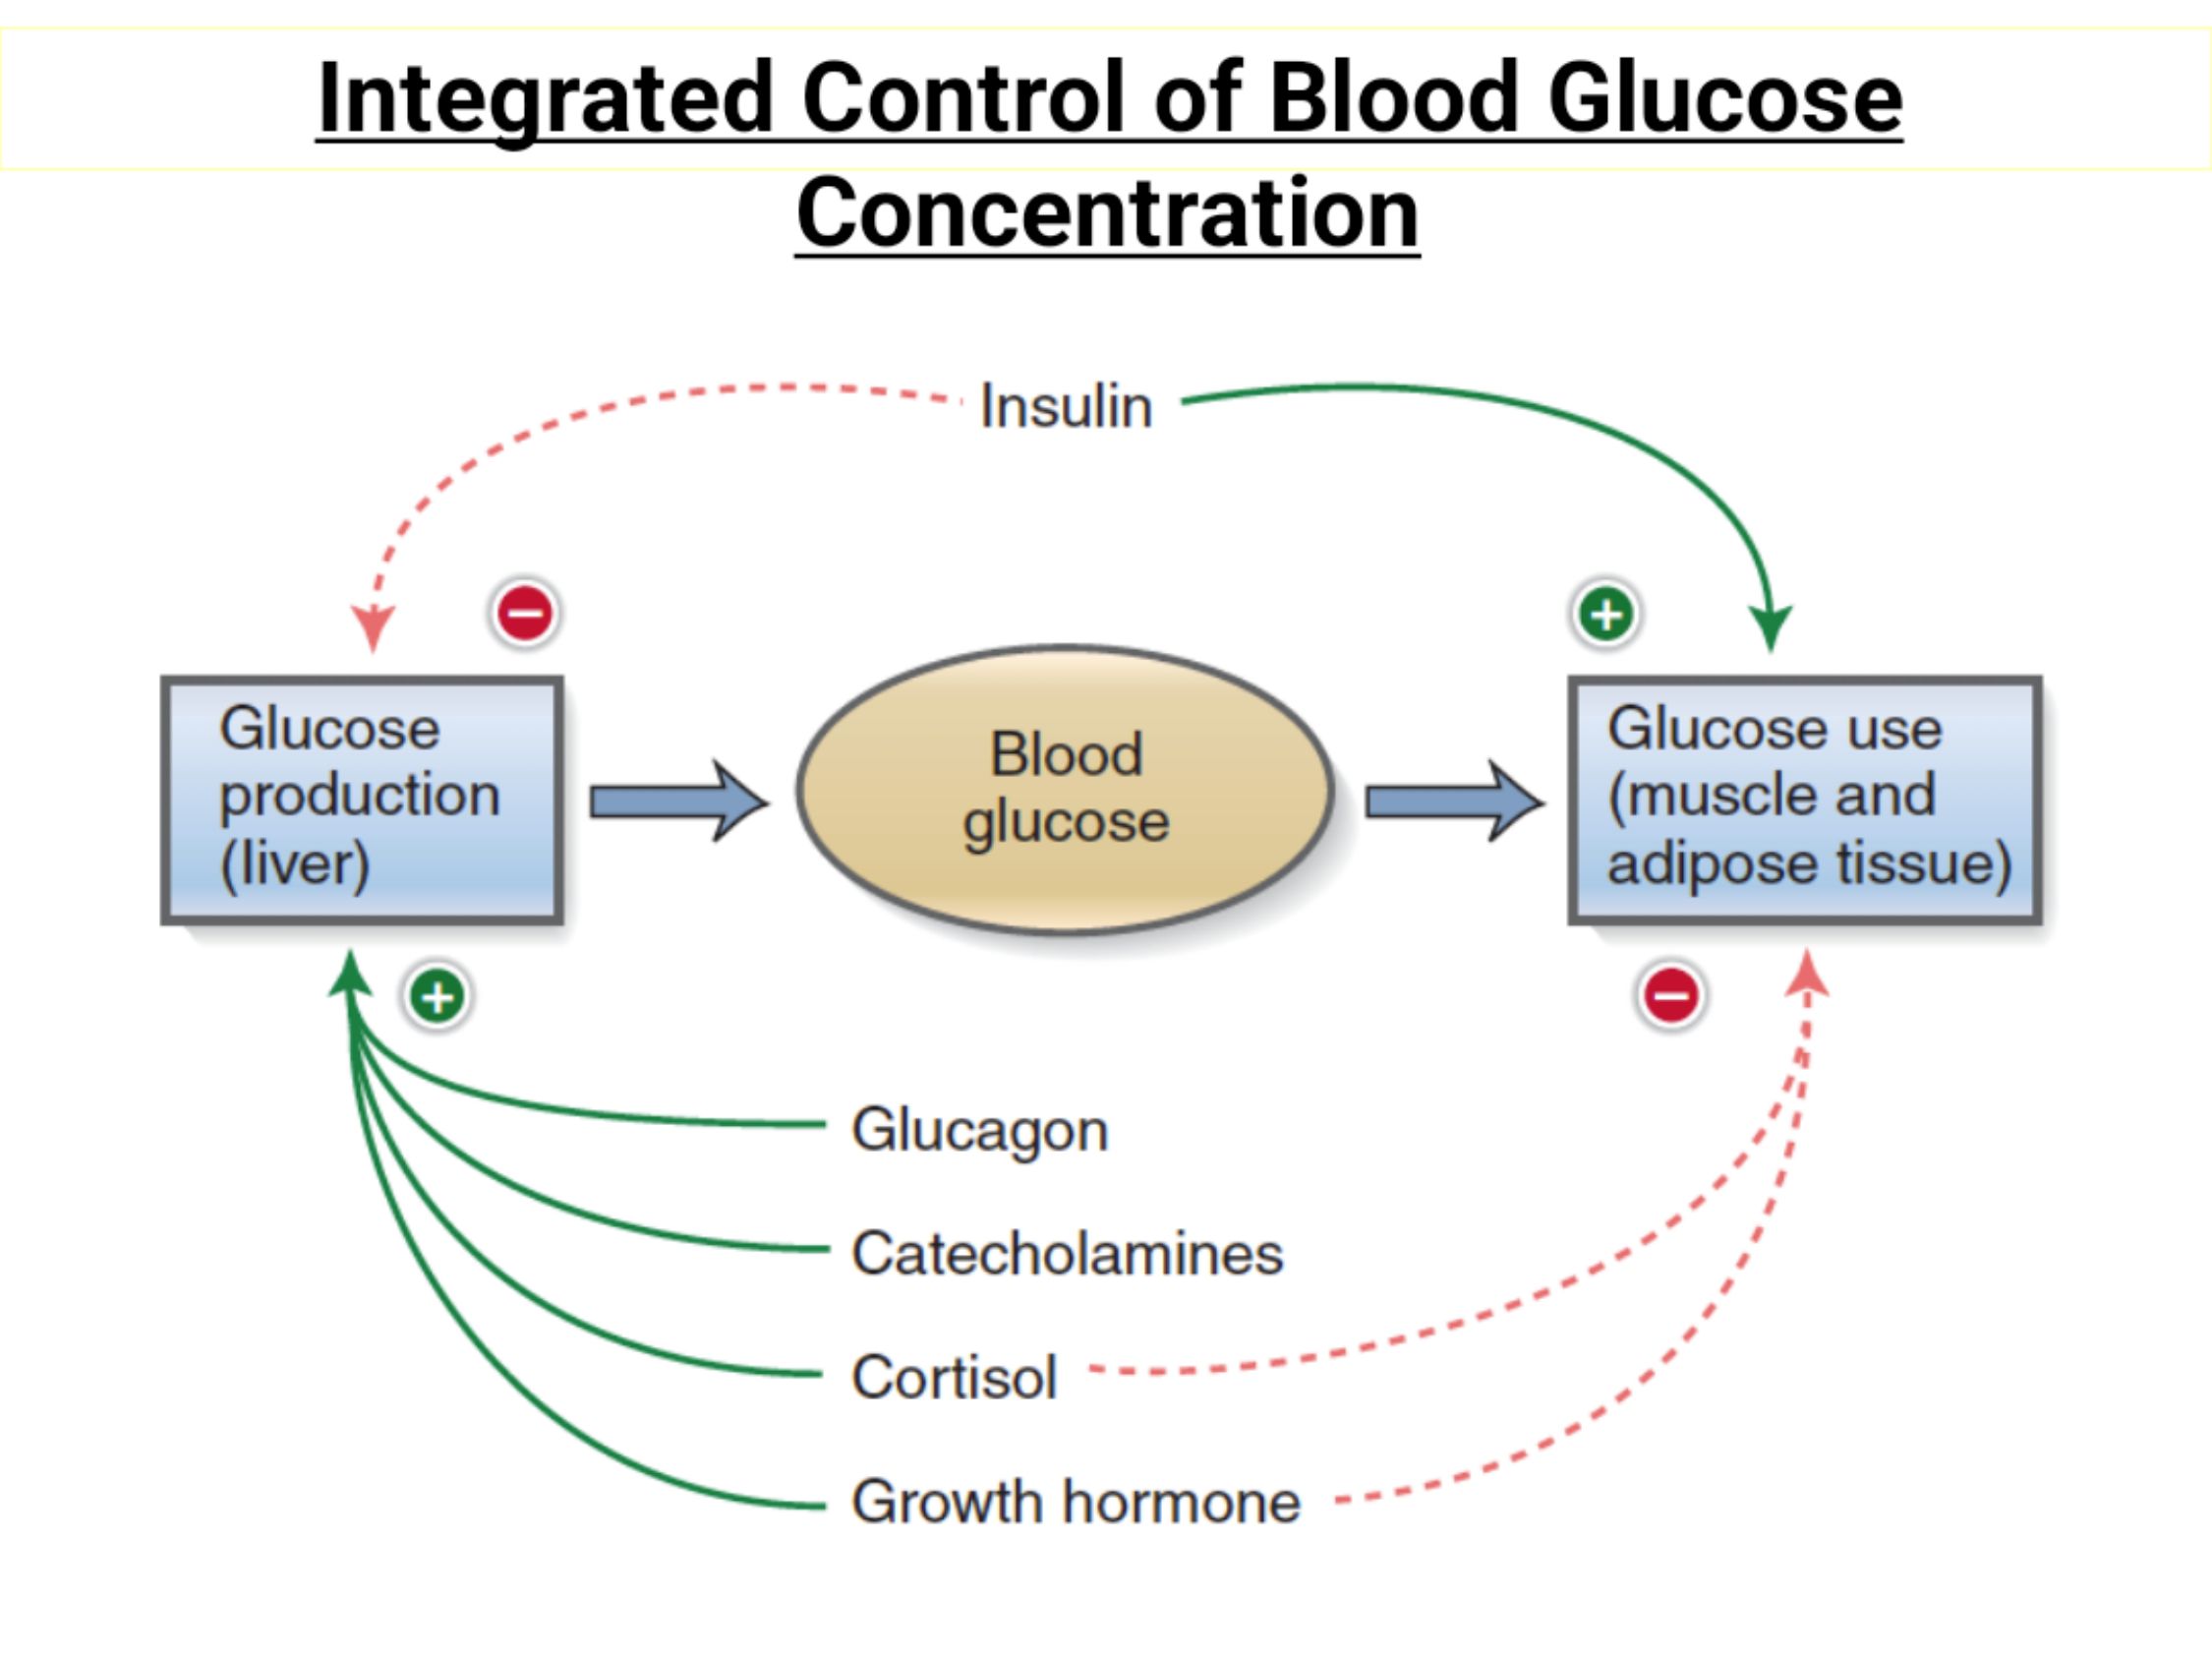 Integrated Control of Blood Glucose
Concentration
Insulin
−
+
Glucose
production
(liver)
Blood
glucose
Glucose use
(muscle and
adipose tissue)
+
−
Glucagon
Catecholamines
Cortisol
Growth hormone